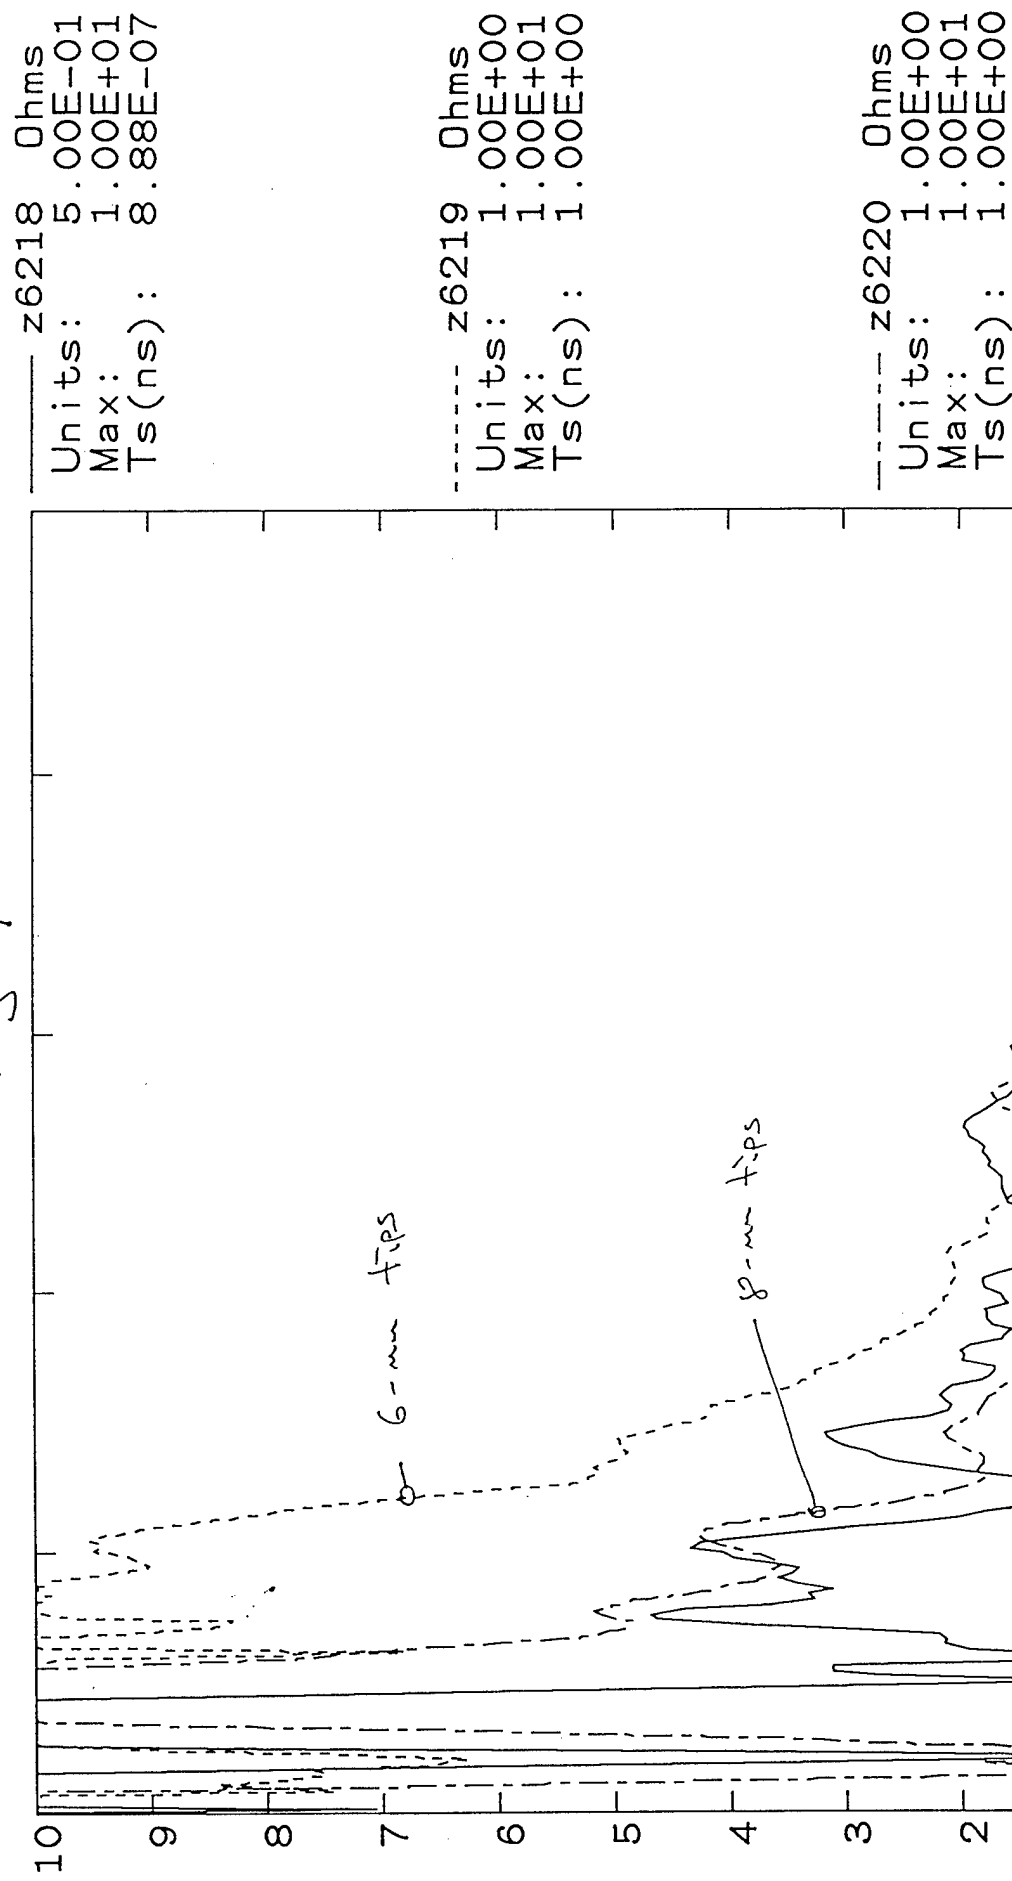 z6218 Ohms
Units: 5.00E-01
Max: 1.00E+01
Ts(ns): 8.88E-07
z6219 Ohms
Units: 1.00E+00
Max: 1.00E+01
Ts(ns): 1.00E+00
z6220 Ohms
Units: 1.00E+00
Max: 1.00E+01
Ts(ns): 1.00E+00
6-mm tips
8-mm tips
10
9
8
7
6
5
4
3
2